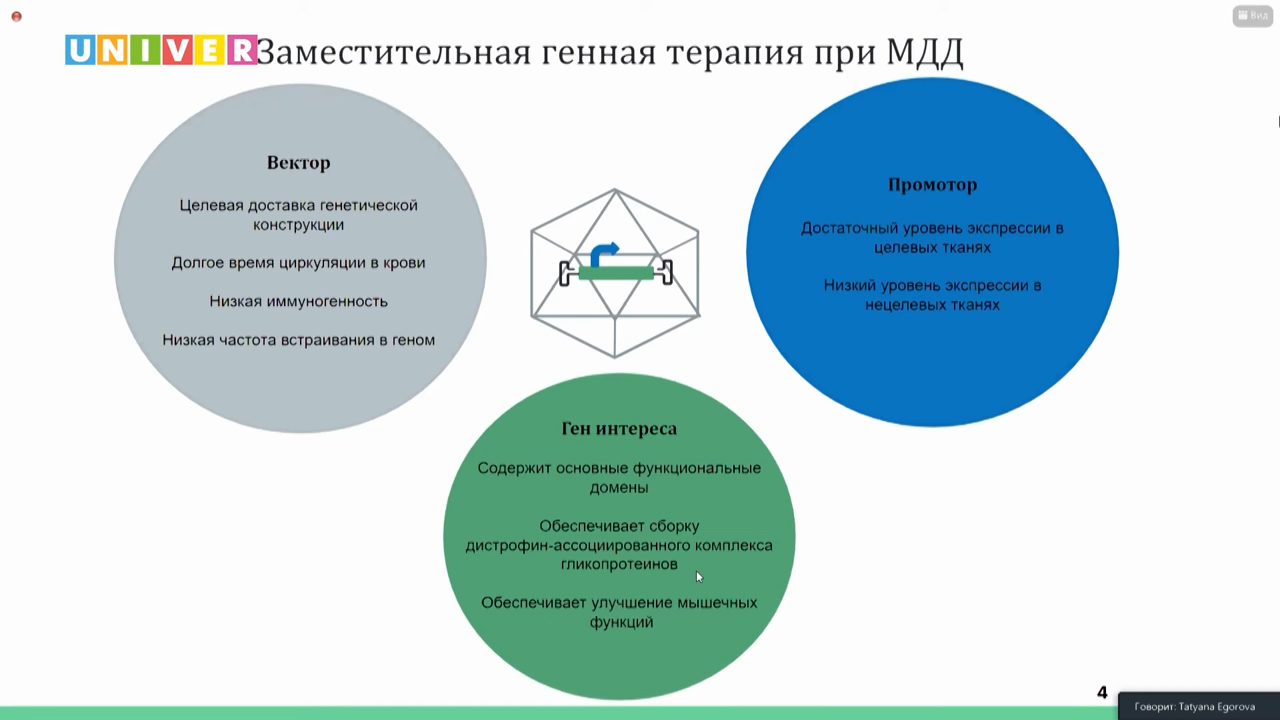 Вид
UNIVER
Заместительная генная терапия при МДД
Вектор
Целевая доставка генетической
конструкции
Долгое время циркуляции в крови
Низкая иммуногенность
Низкая частота встраивания в геном
Промотор
Достаточный уровень экспрессии в
целевых тканях
Низкий уровень экспрессии в
нецелевых тканях
Ген интереса
Содержит основные функциональные
домены
Обеспечивает сборку
дистрофин-ассоциированного комплекса
гликопротеинов
Обеспечивает улучшение мышечных
функций
4
Говорит: Tatyana Egorova